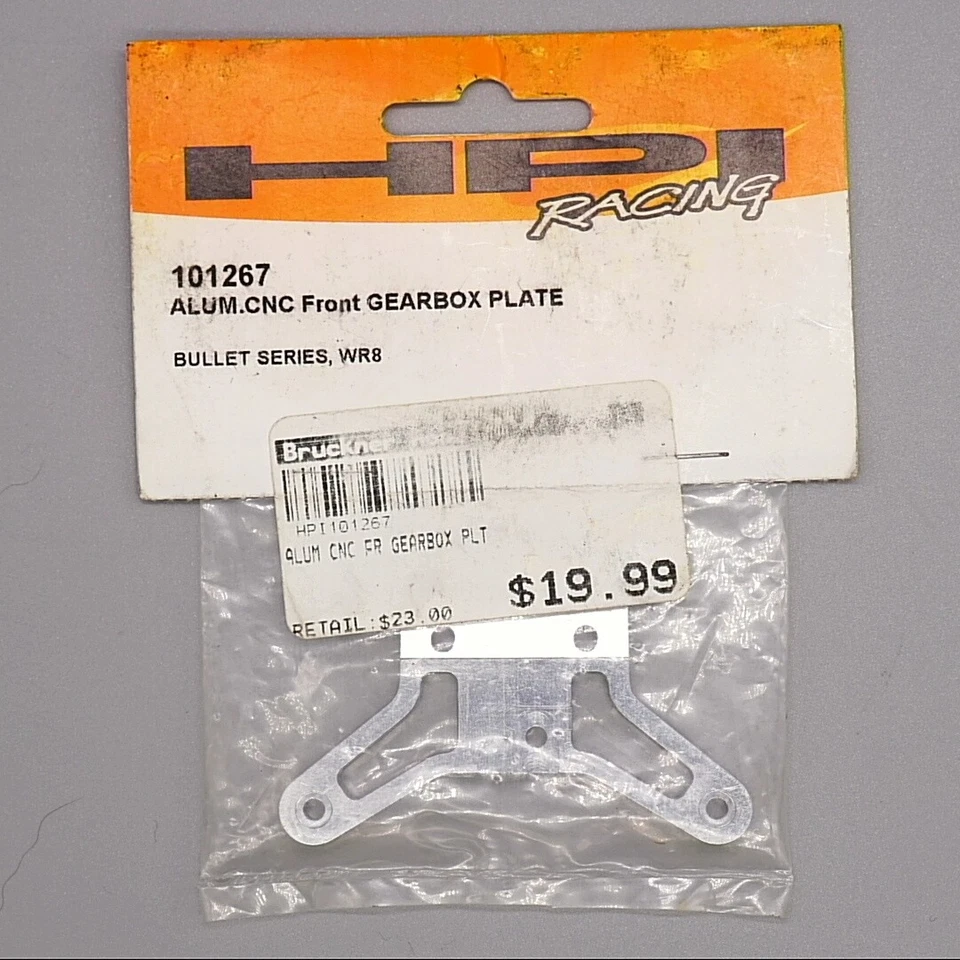 HPI
RACING
101267
ALUM.CNC Front GEARBOX PLATE
BULLET SERIES, WR8
HPI101267
ALUM CNC FR GEARBOX PLT
$19.99
RETAIL:$23.00